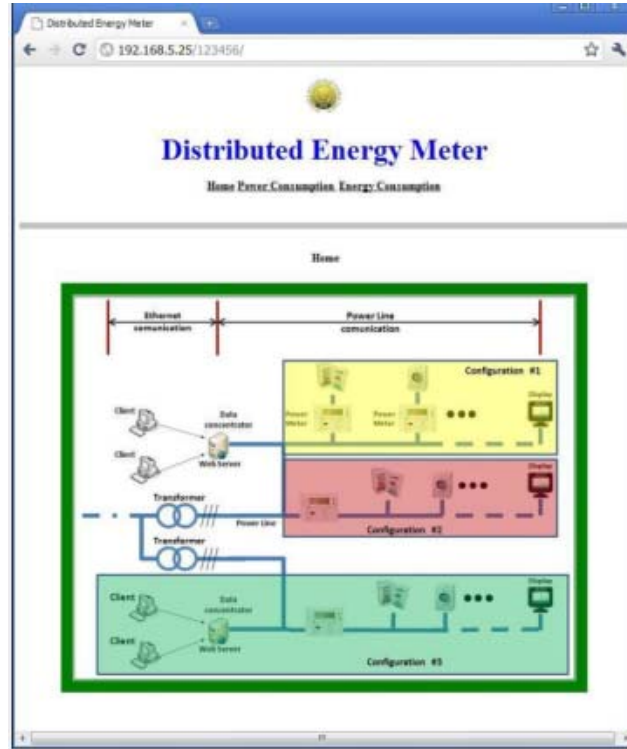 Distributed Energy Meter
192.168.5.25/123456/
Distributed Energy Meter
Home Power Consumption Energy Consumption
Home
Ethernet
comunication
Power Line
comunication
Configuration #1
Display
Client
Data
concentrator
Power
Meter
Power
Meter
Client
Web Server
Display
Transformer
Power Line
Configuration #2
Transformer
Display
Client
Data
concentrator
Client
Web Server
Configuration #3